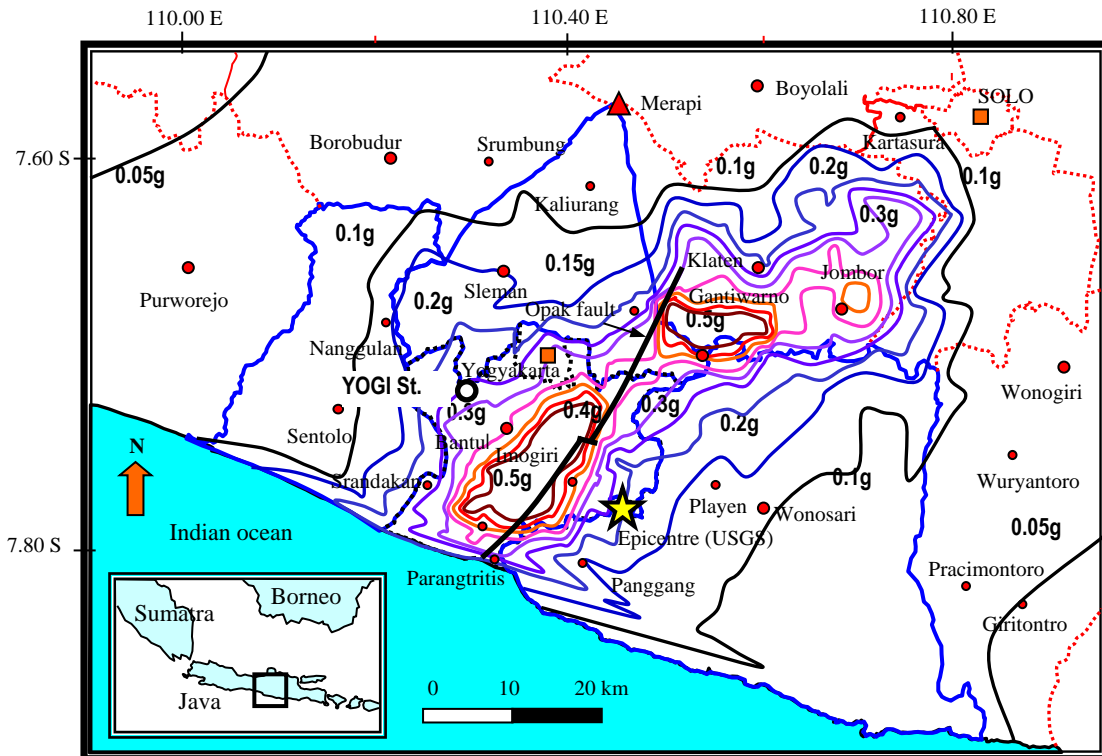 110.00 E
110.40 E
110.80 E
Merapi
Boyolali
SOLO
Kartasura
7.60 S
Borobudur
Srumbung
0.05g
0.1g
0.2g
0.1g
Kaliurang
0.3g
0.1g
0.15g
Klaten
Jombor
Purworejo
0.2g
Sleman
Gantiwarno
Opak fault
0.5g
Nanggulan
Yogyakarta
YOGI St.
Wonogiri
0.3g
0.4g
0.3g
0.2g
Sentolo
Bantul
Imogiri
N
Srandakan
0.5g
0.1g
Wuryantoro
Playen
Wonosari
Indian ocean
Epicentre (USGS)
0.05g
7.80 S
Parangtritis
Panggang
Pracimontoro
Giritontro
Sumatra
Borneo
Java
0
10
20 km